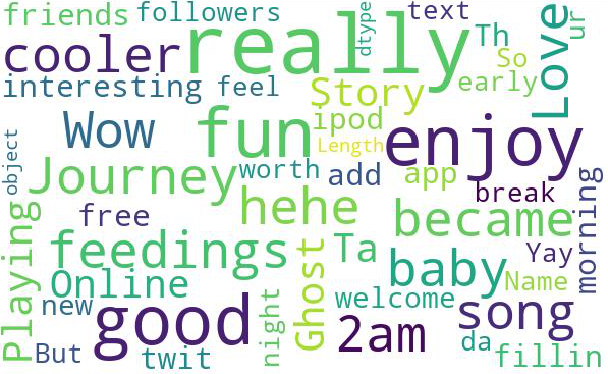 friends followers dtype text Th ur
cooler really So Love
interesting feel Story early
Wow fun ipod enjoy
object Journey worth Length add app break
Playing free hehe became morning
feedings Ghost Ta baby Yay
Online Name
new good night welcome song
But twit 2am da fillin